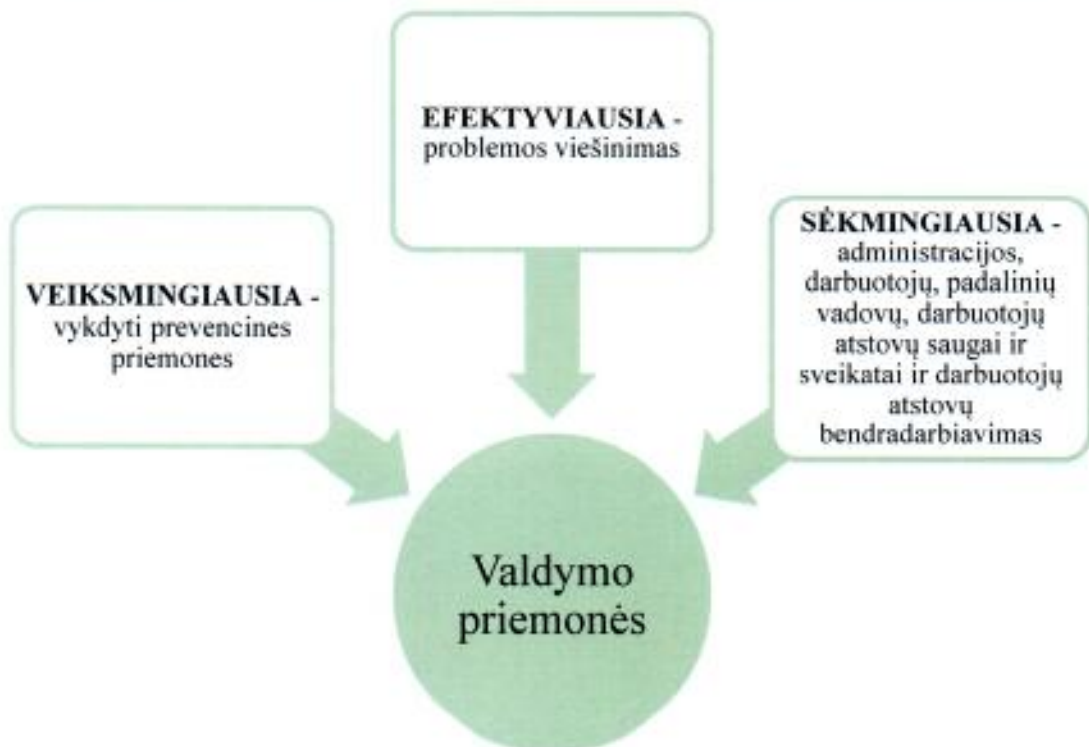 EFEKTYVIAUSIA -
problemos viešinimas
VEIKSMINGIAUSIA -
vykdyti prevencines
priemones
SĖKMINGIAUSIA -
administracijos,
darbuotojų, padalinių
vadovų, darbuotojų
atstovų saugai ir
sveikatai ir darbuotojų
atstovų
bendradarbiavimas
Valdymo
priemonės